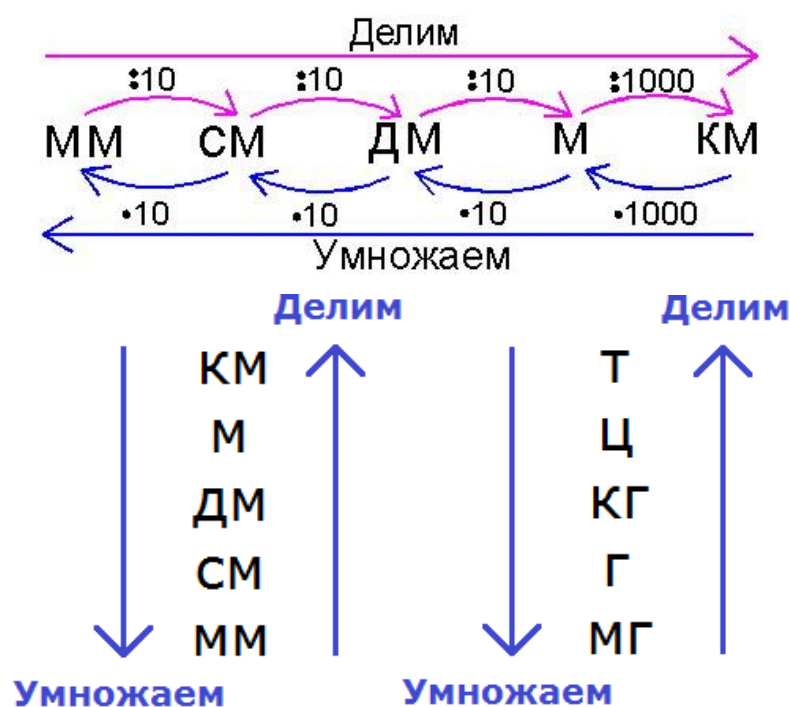 Делим
:10 :10 :10 :1000
ММ СМ ДМ М КМ
•10 •10 •10 •1000
Умножаем
Делим Делим
КМ Т
М Ц
ДМ КГ
СМ Г
ММ МГ
Умножаем Умножаем